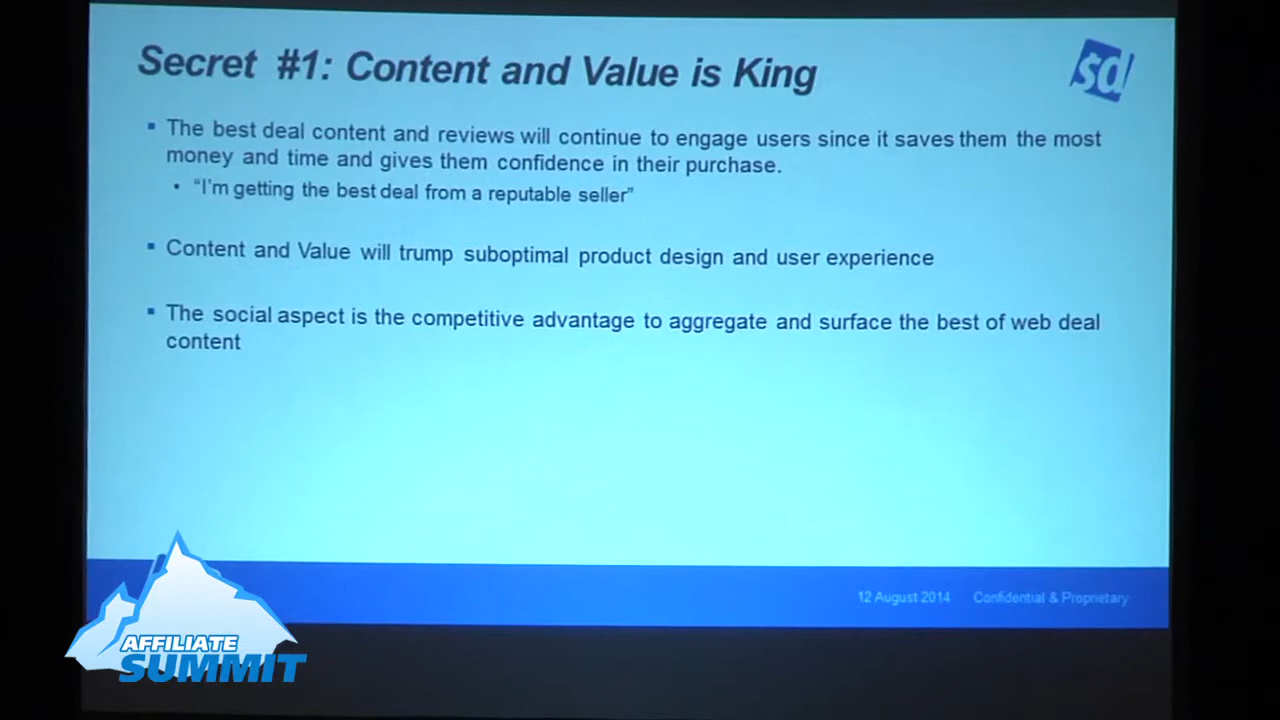 Secret #1: Content and Value is King
sd
The best deal content and reviews will continue to engage users since it saves them the most
money and time and gives them confidence in their purchase.
“I'm getting the best deal from a reputable seller”
Content and Value will trump suboptimal product design and user experience
The social aspect is the competitive advantage to aggregate and surface the best of web deal
content
12 August 2014 Confidential & Proprietary
AFFILIATE
SUMMIT